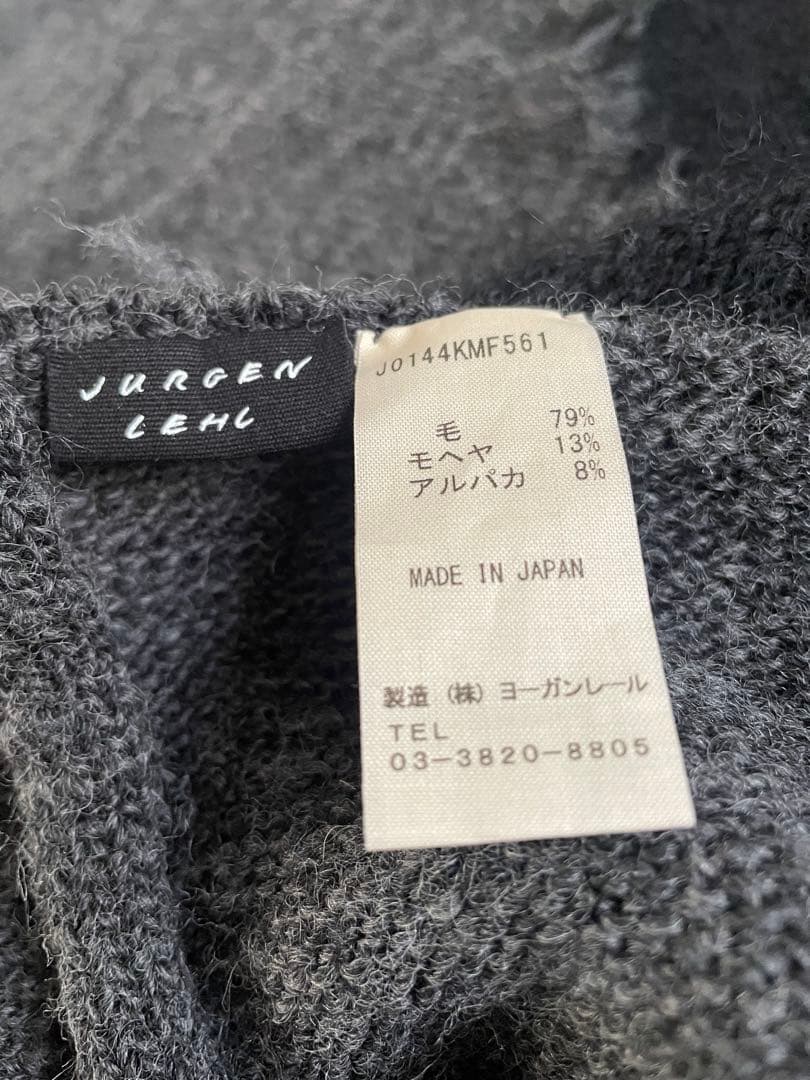 JURGEN
LEHL
JO144KMF561
毛 79%
モヘヤ 13%
アルパカ 8%
MADE IN JAPAN
製造 (株) ヨーガンレール
TEL
03-3820-8805